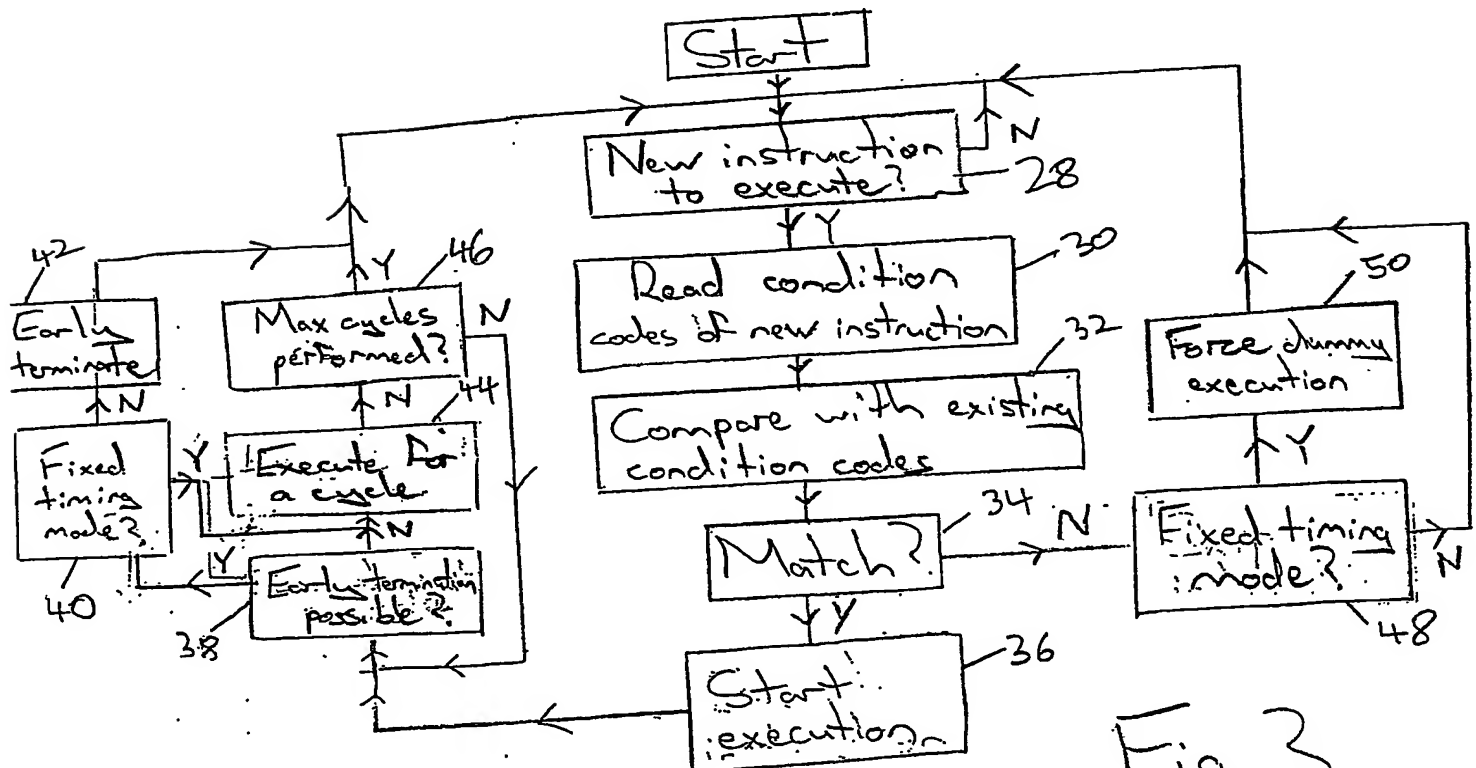 Start
New instruction
to execute?
N
28
Y
Read condition
codes of new instruction
30
Compare with existing
condition codes
32
Match?
34
N
Y
Start
execution
36
Early termination
possible?
38
Y
N
Fixed
timing
mode?
40
Y
N
Early
terminate
42
Execute for
a cycle
44
N
Max cycles
performed?
46
Y
N
Fixed timing
mode?
48
Y
N
Force dummy
execution
50